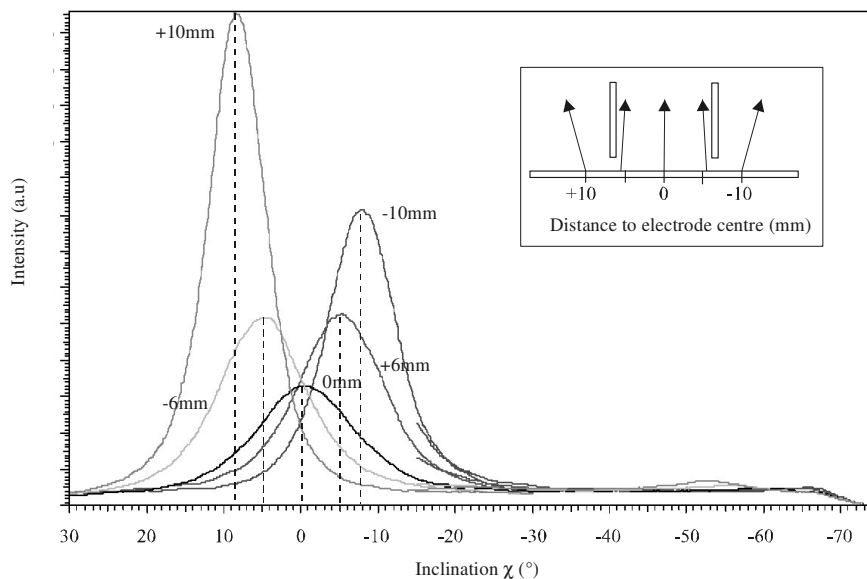 +10mm
-10mm
+6mm
0mm
-6mm
+10 0 -10
Distance to electrode centre (mm)
Intensity (a.u)
30 20 10 0 -10 -20 -30 -40 -50 -60 -70
Inclination χ (°)